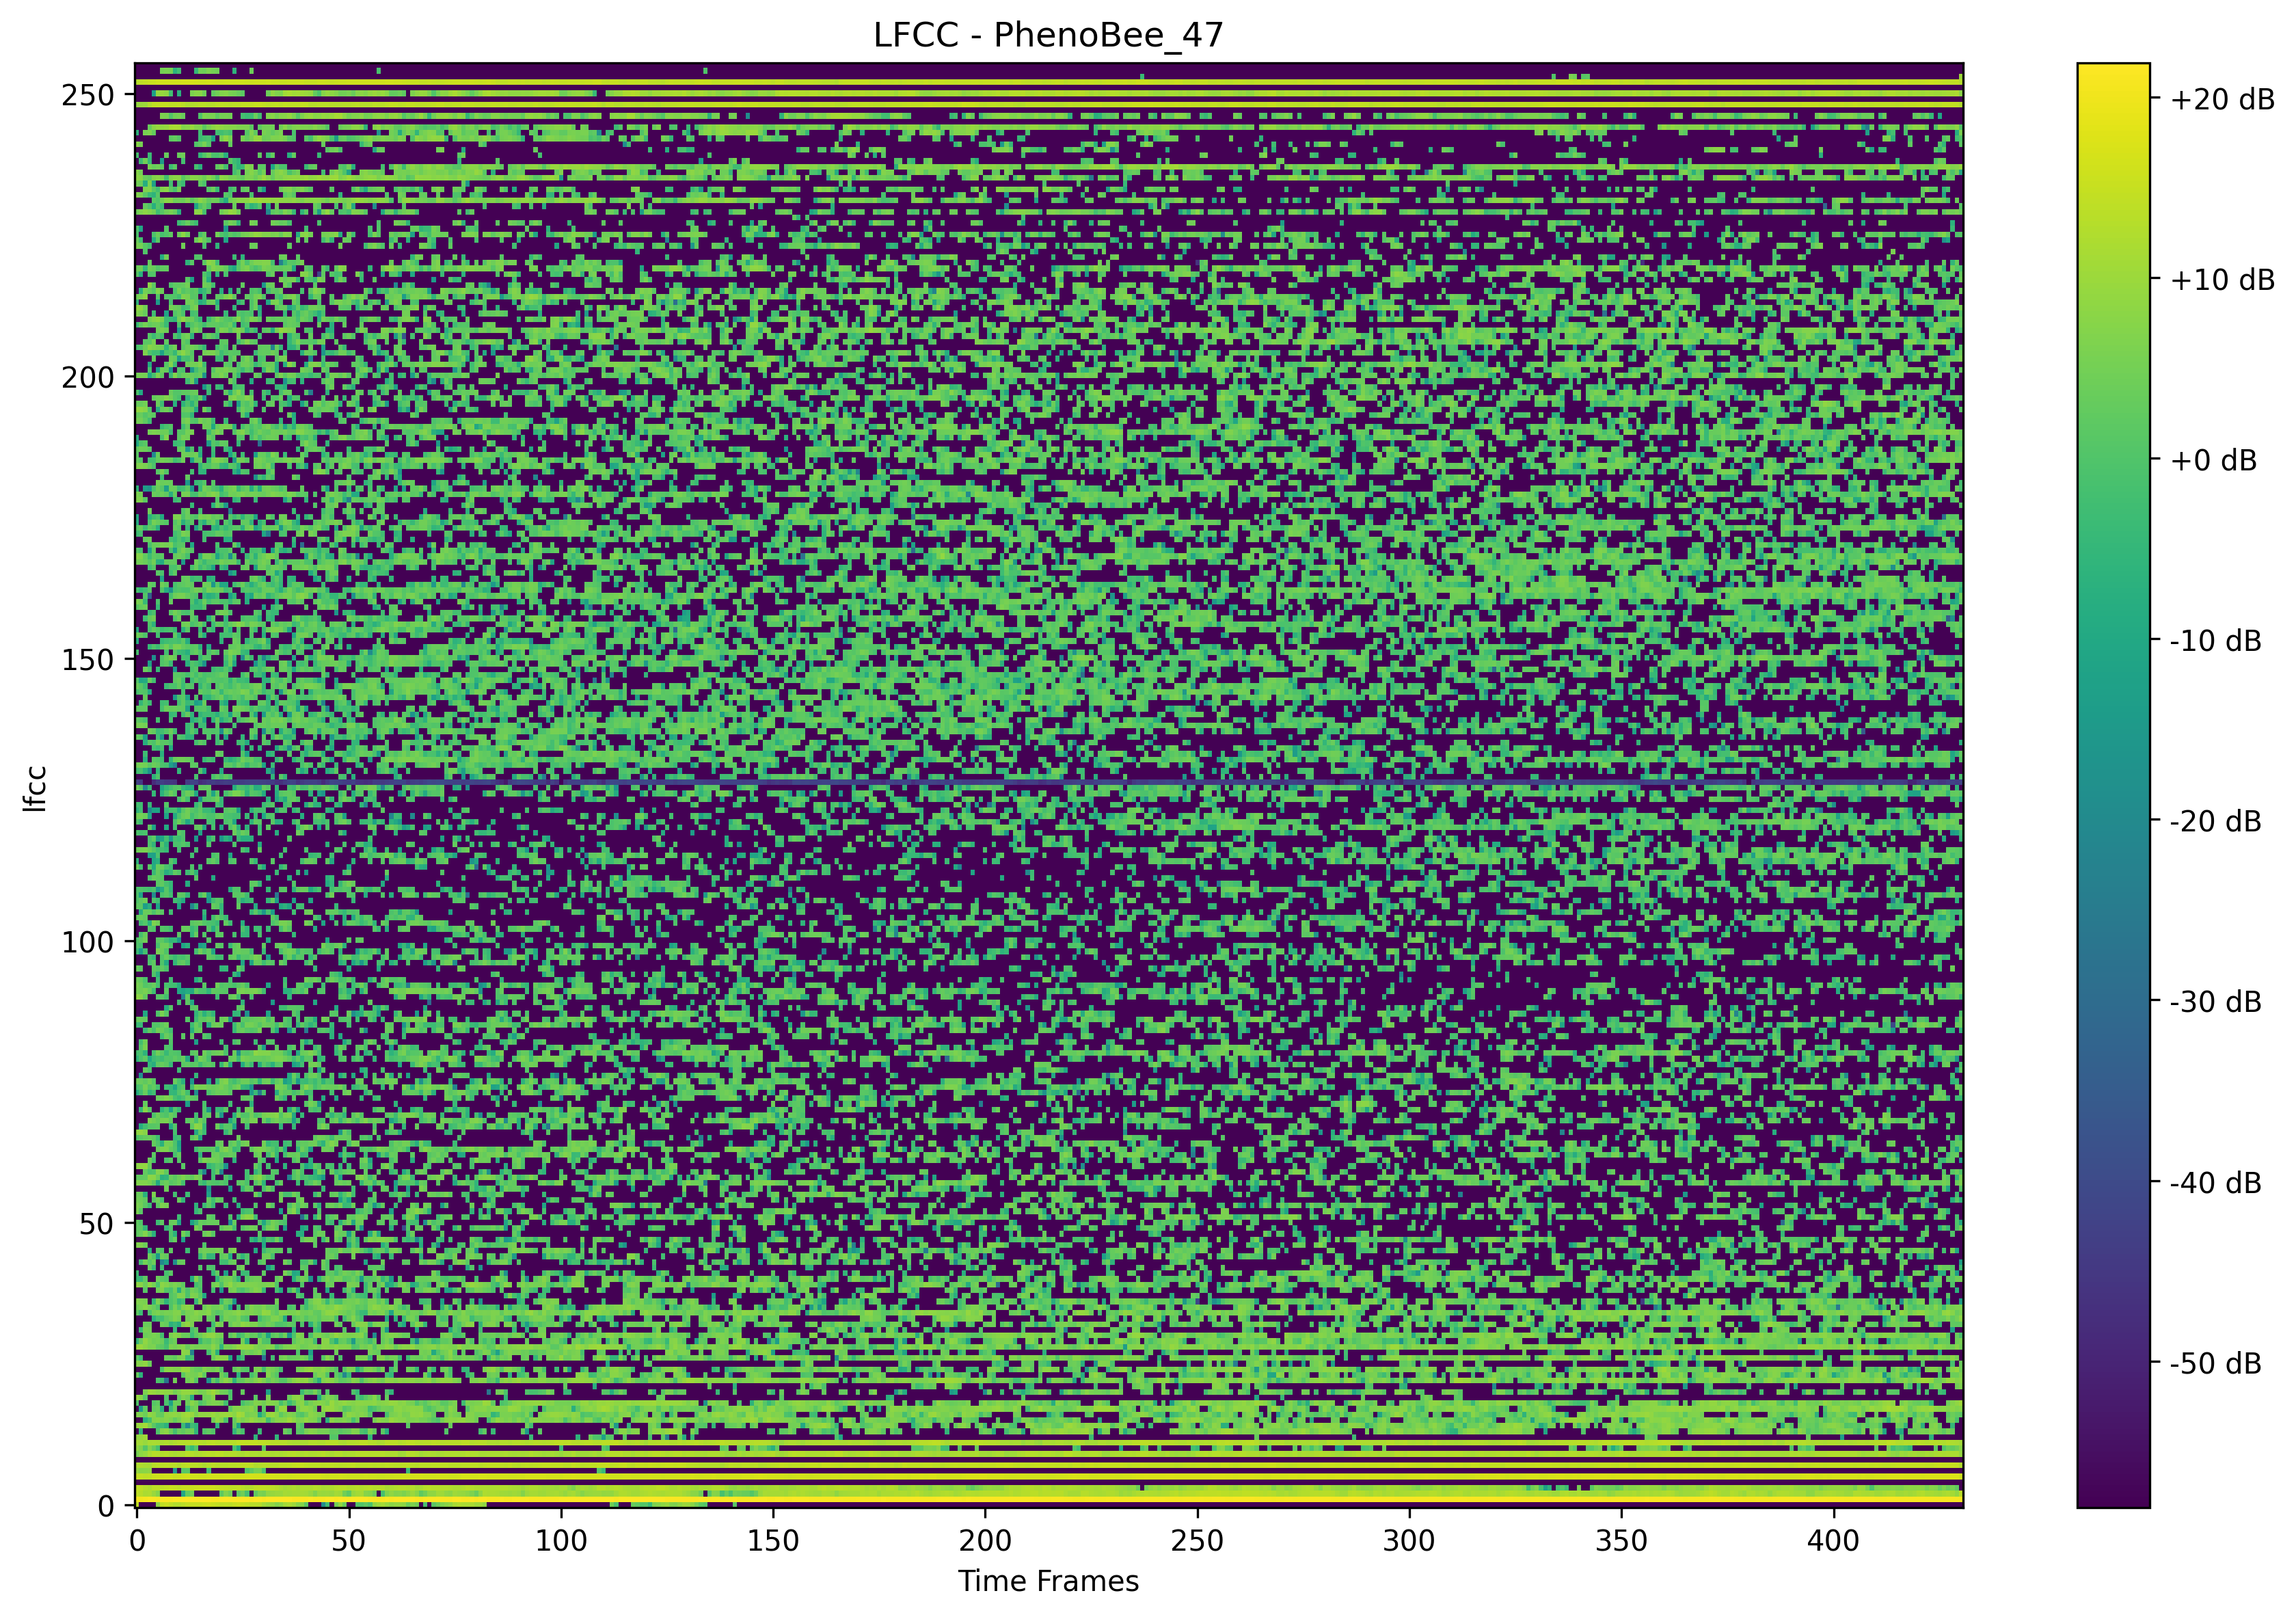 LFCC - PhenoBee_47
250
200
150
100
50
0
lfcc
0 50 100 150 200 250 300 350 400
Time Frames
+20 dB
+10 dB
+0 dB
-10 dB
-20 dB
-30 dB
-40 dB
-50 dB